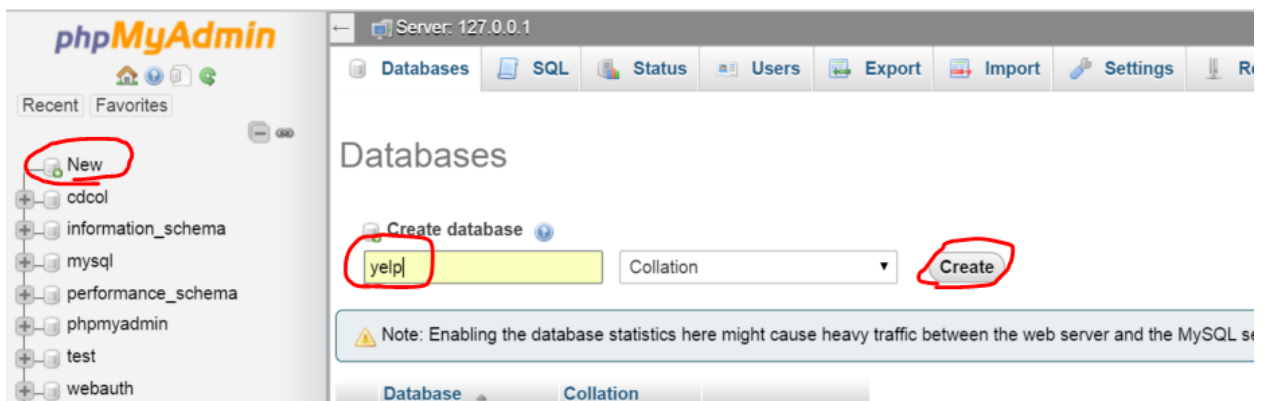 phpMyAdmin
Recent Favorites
New
cdcol
information_schema
mysql
performance_schema
phpmyadmin
test
webauth
Server: 127.0.0.1
Databases SQL Status Users Export Import Settings R
Databases
Create database
yelp Collation Create
Note: Enabling the database statistics here might cause heavy traffic between the web server and the MySQL se
Database Collation